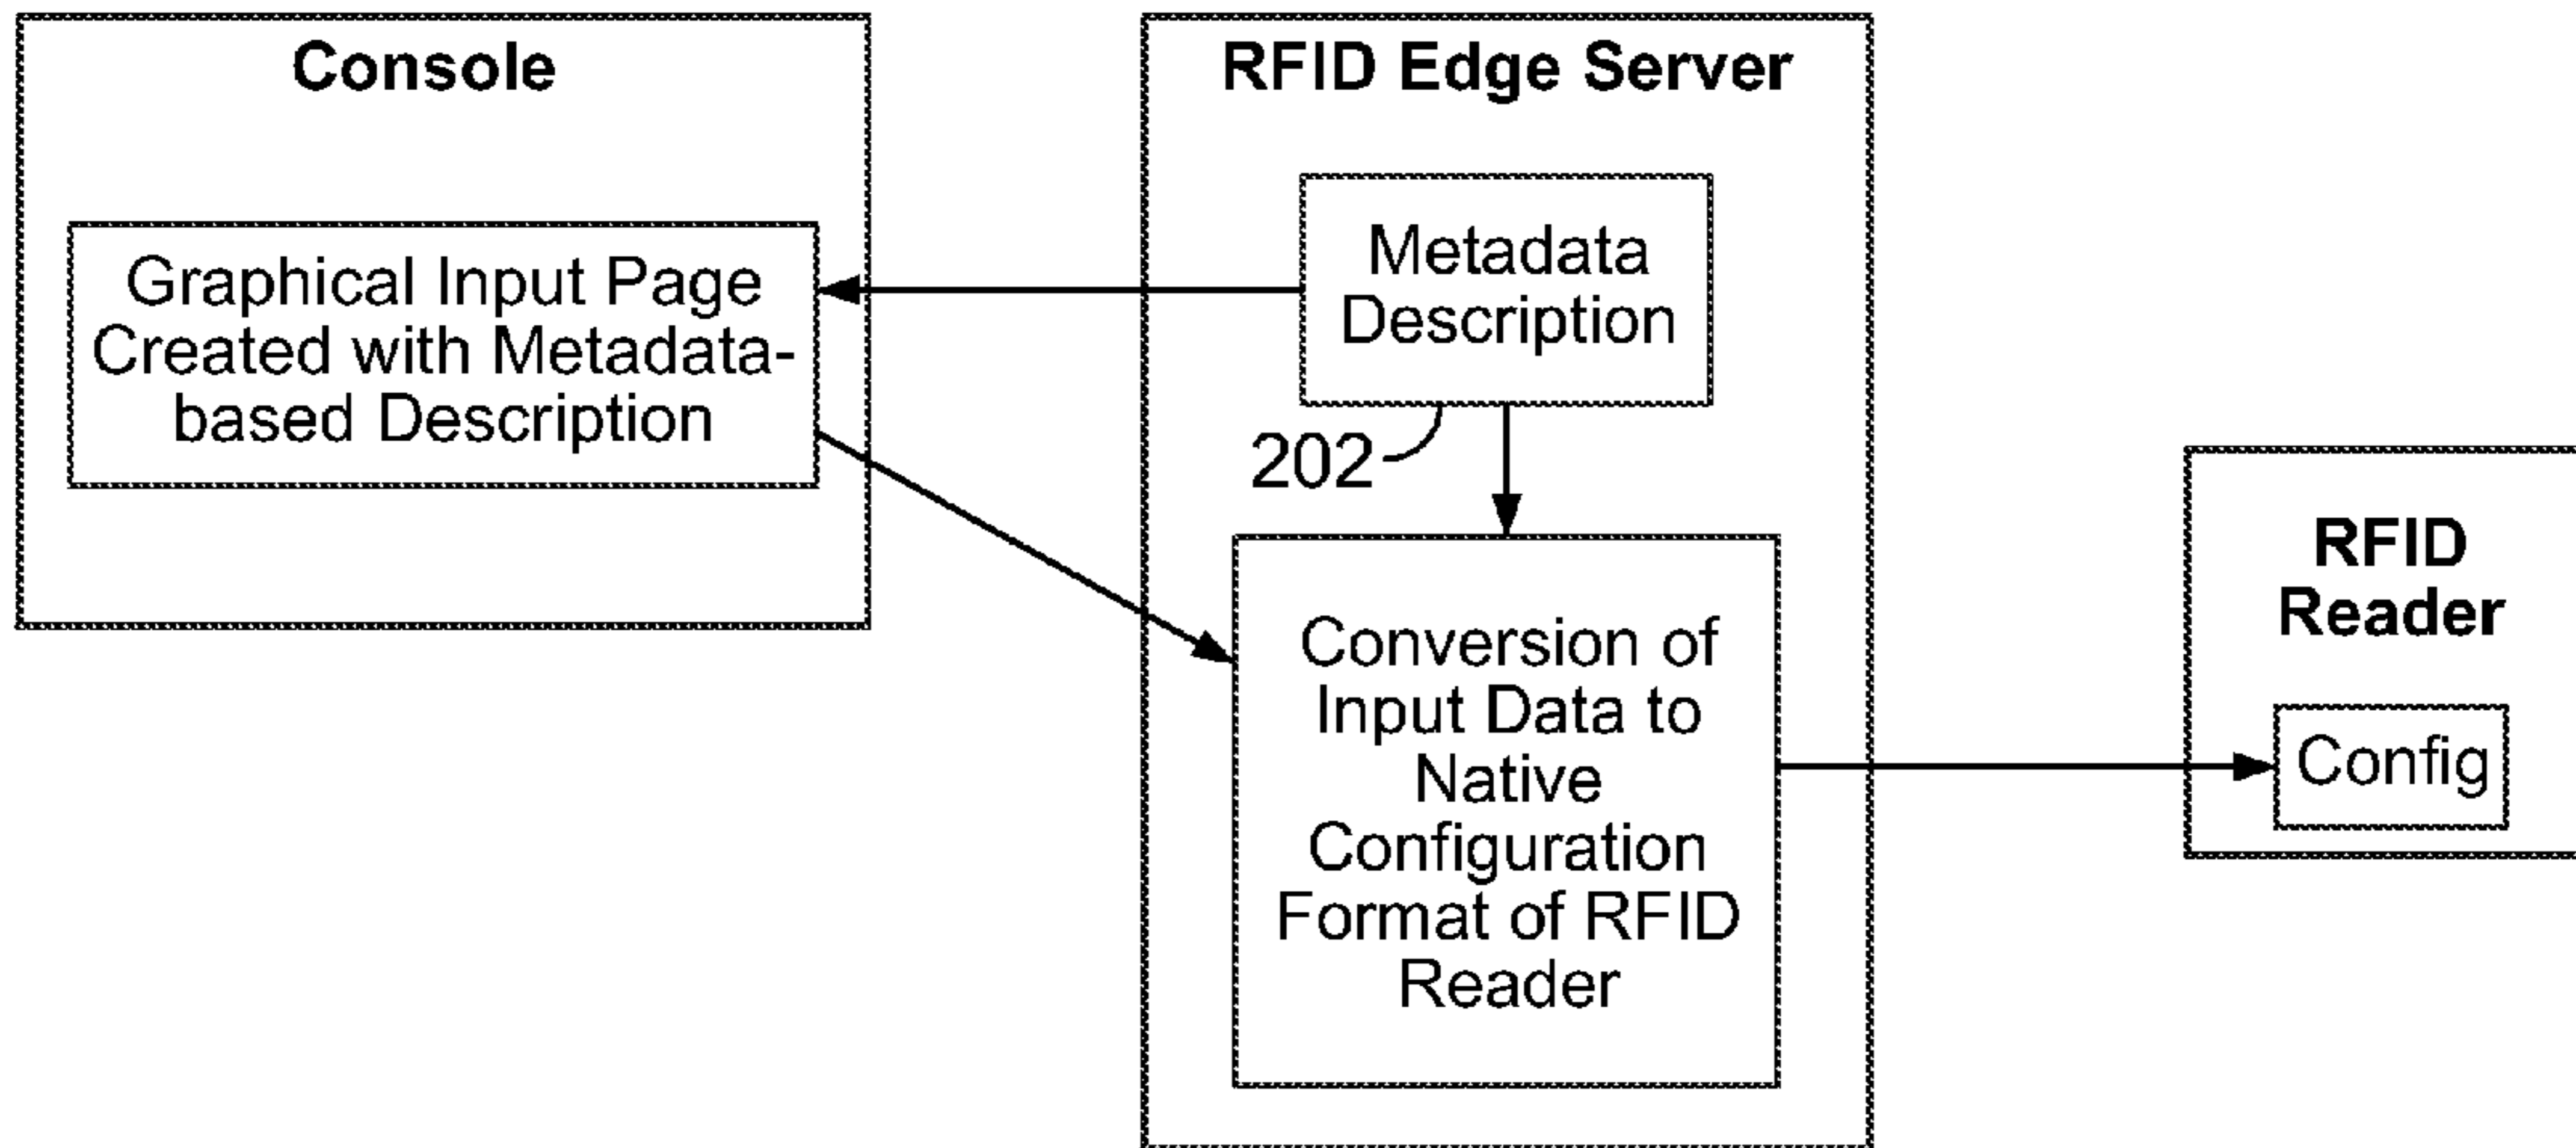 Console
Graphical Input Page
Created with Metadata-
based Description
RFID Edge Server
Metadata
Description
202
Conversion of
Input Data to
Native
Configuration
Format of RFID
Reader
RFID
Reader
Config